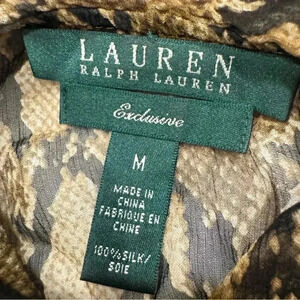 LAUREN
RALPH LAUREN
Exclusive
M
MADE IN
CHINA
FABRIQUE EN
CHINE
100% SILK/
SOIE